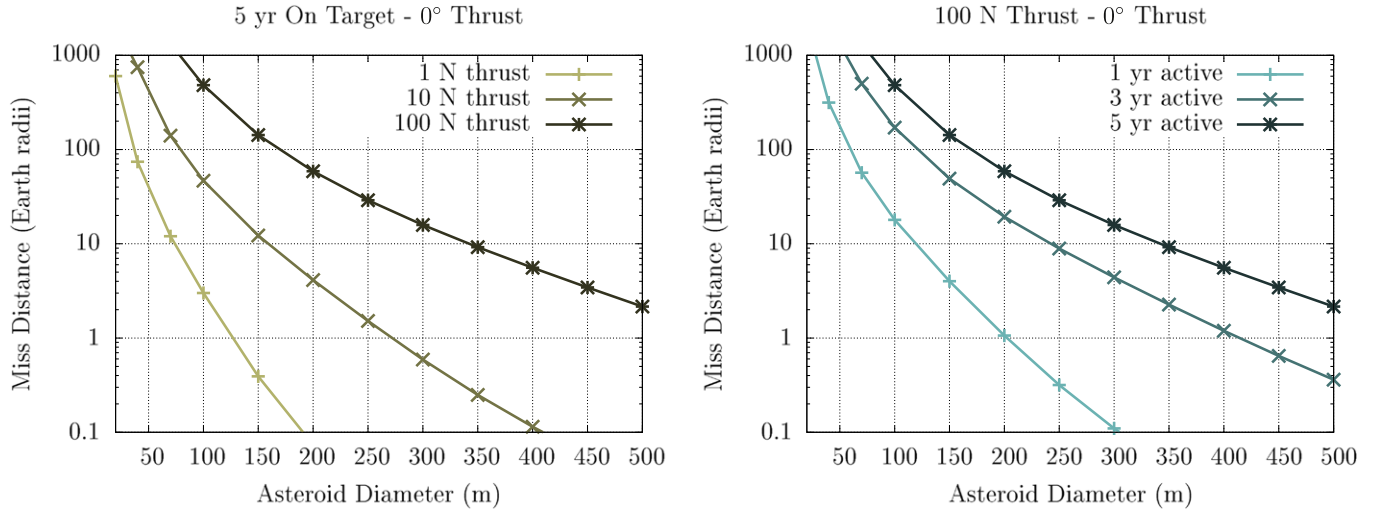 5 yr On Target - 0° Thrust
1000
100
10
1
0.1
Miss Distance (Earth radii)
1 N thrust
10 N thrust
100 N thrust
50 100 150 200 250 300 350 400 450 500
Asteroid Diameter (m)
100 N Thrust - 0° Thrust
1000
100
10
1
0.1
Miss Distance (Earth radii)
1 yr active
3 yr active
5 yr active
50 100 150 200 250 300 350 400 450 500
Asteroid Diameter (m)